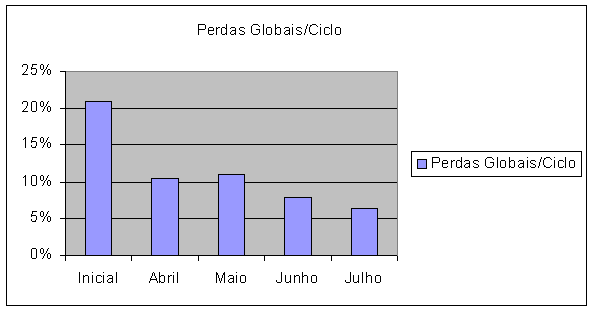 Perdas Globais/Ciclo
25%
20%
15%
10%
5%
0%
Inicial Abril Maio Junho Julho
Perdas Globais/Ciclo